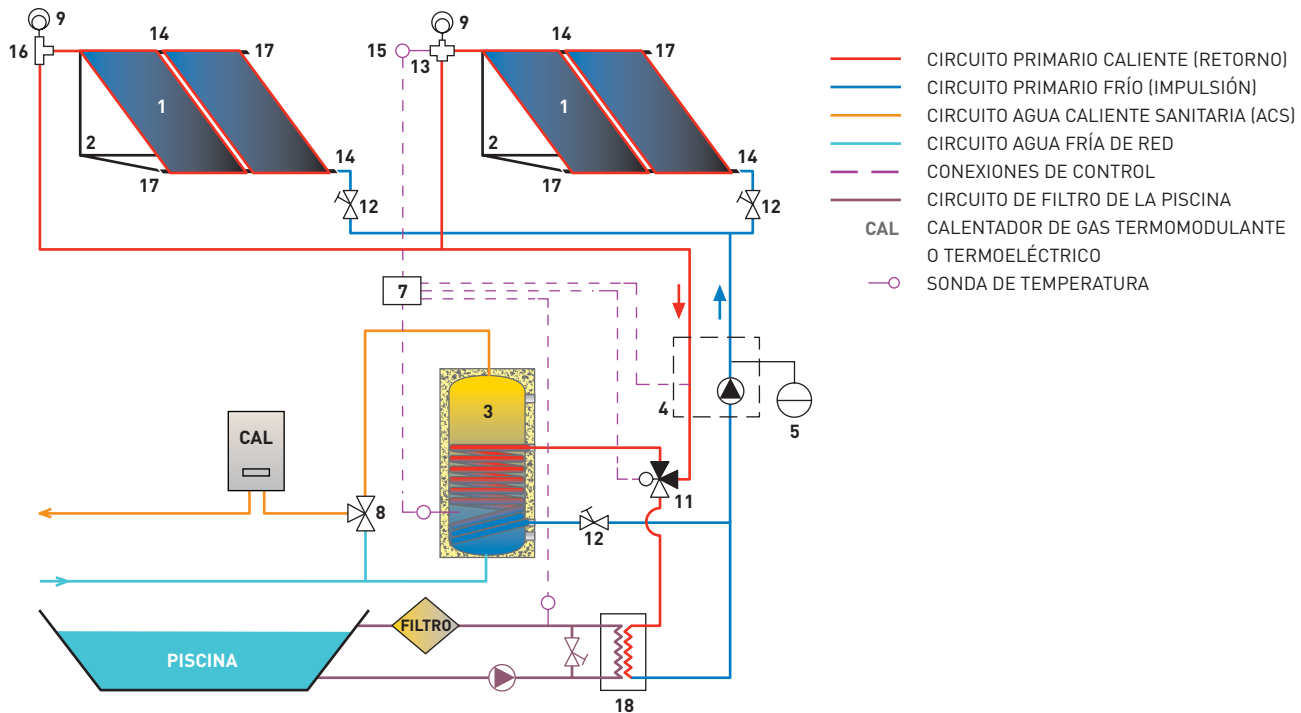 9
9
16
14
17
15
13
14
17
1
1
2
2
17
14
17
14
12
12
CIRCUITO PRIMARIO CALIENTE (RETORNO)
CIRCUITO PRIMARIO FRÍO (IMPULSIÓN)
CIRCUITO AGUA CALIENTE SANITARIA (ACS)
CIRCUITO AGUA FRÍA DE RED
CONEXIONES DE CONTROL
CIRCUITO DE FILTRO DE LA PISCINA
CAL CALENTADOR DE GAS TERMOMODULANTE
O TERMOELÉCTRICO
SONDA DE TEMPERATURA
7
4
5
3
CAL
8
11
12
FILTRO
PISCINA
18